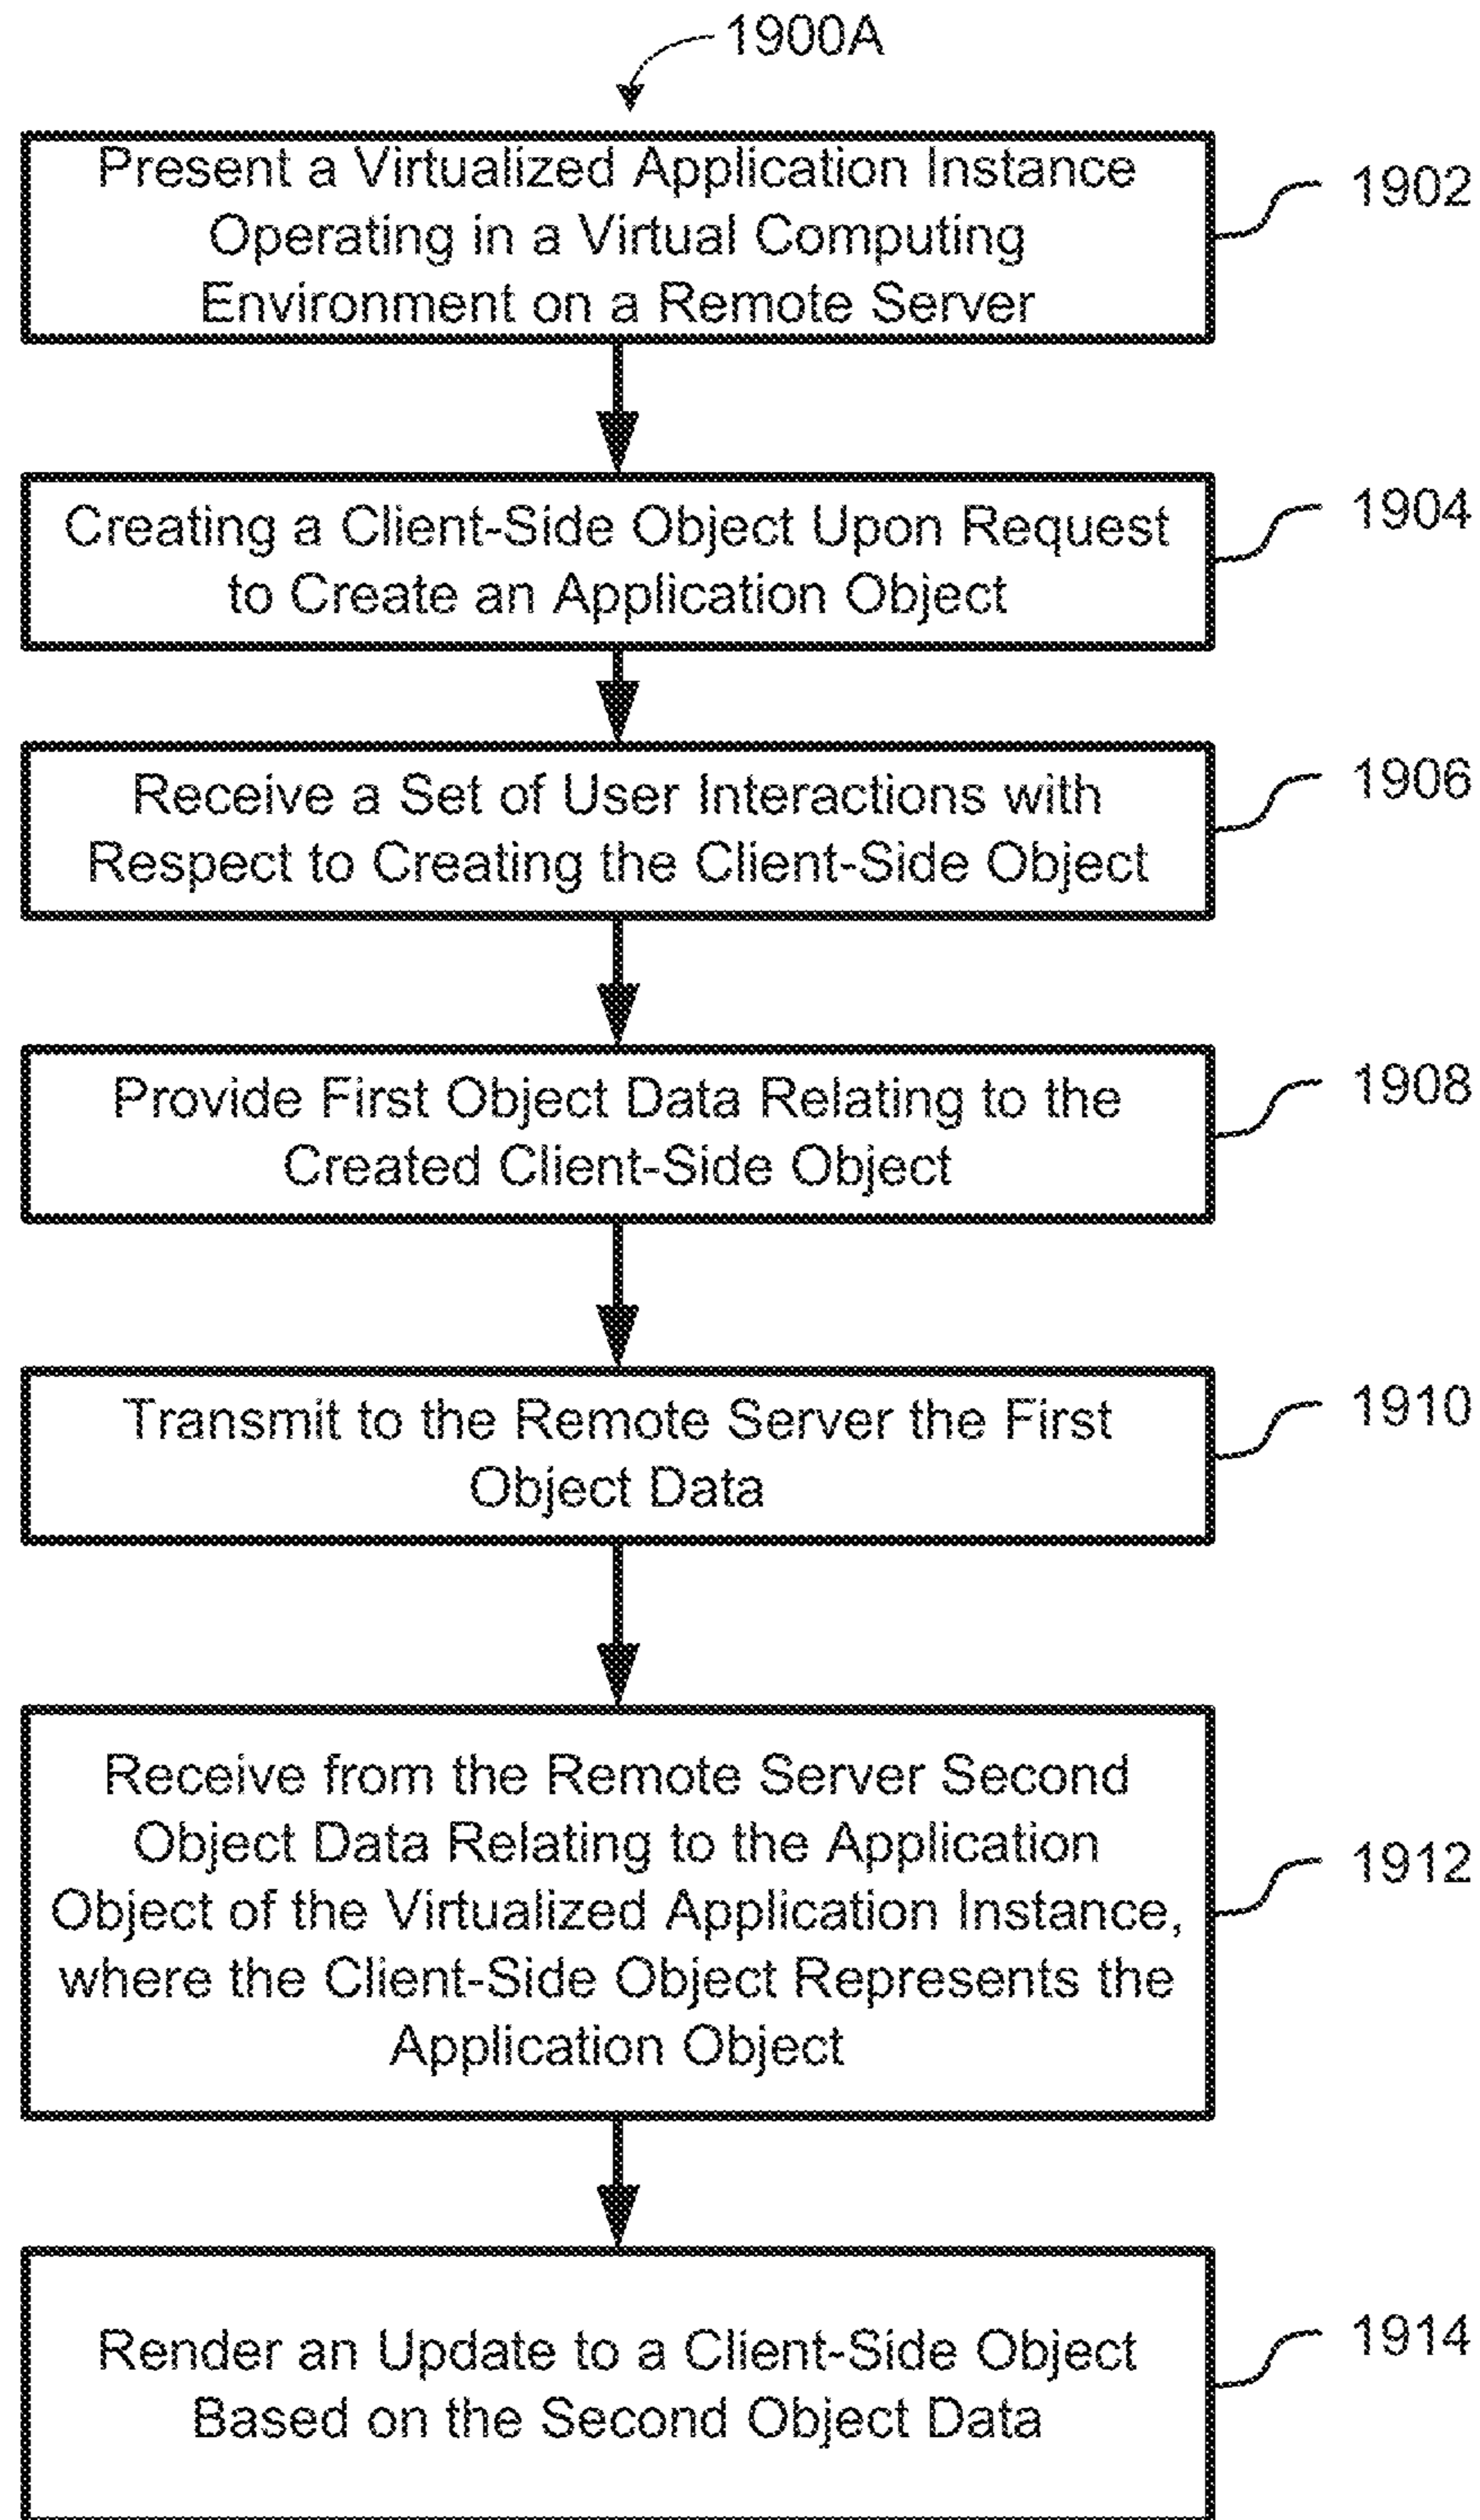 1900A
Present a Virtualized Application Instance
Operating in a Virtual Computing
Environment on a Remote Server
1902
Creating a Client-Side Object Upon Request
to Create an Application Object
1904
Receive a Set of User Interactions with
Respect to Creating the Client-Side Object
1906
Provide First Object Data Relating to the
Created Client-Side Object
1908
Transmit to the Remote Server the First
Object Data
1910
Receive from the Remote Server Second
Object Data Relating to the Application
Object of the Virtualized Application Instance,
where the Client-Side Object Represents the
Application Object
1912
Render an Update to a Client-Side Object
Based on the Second Object Data
1914